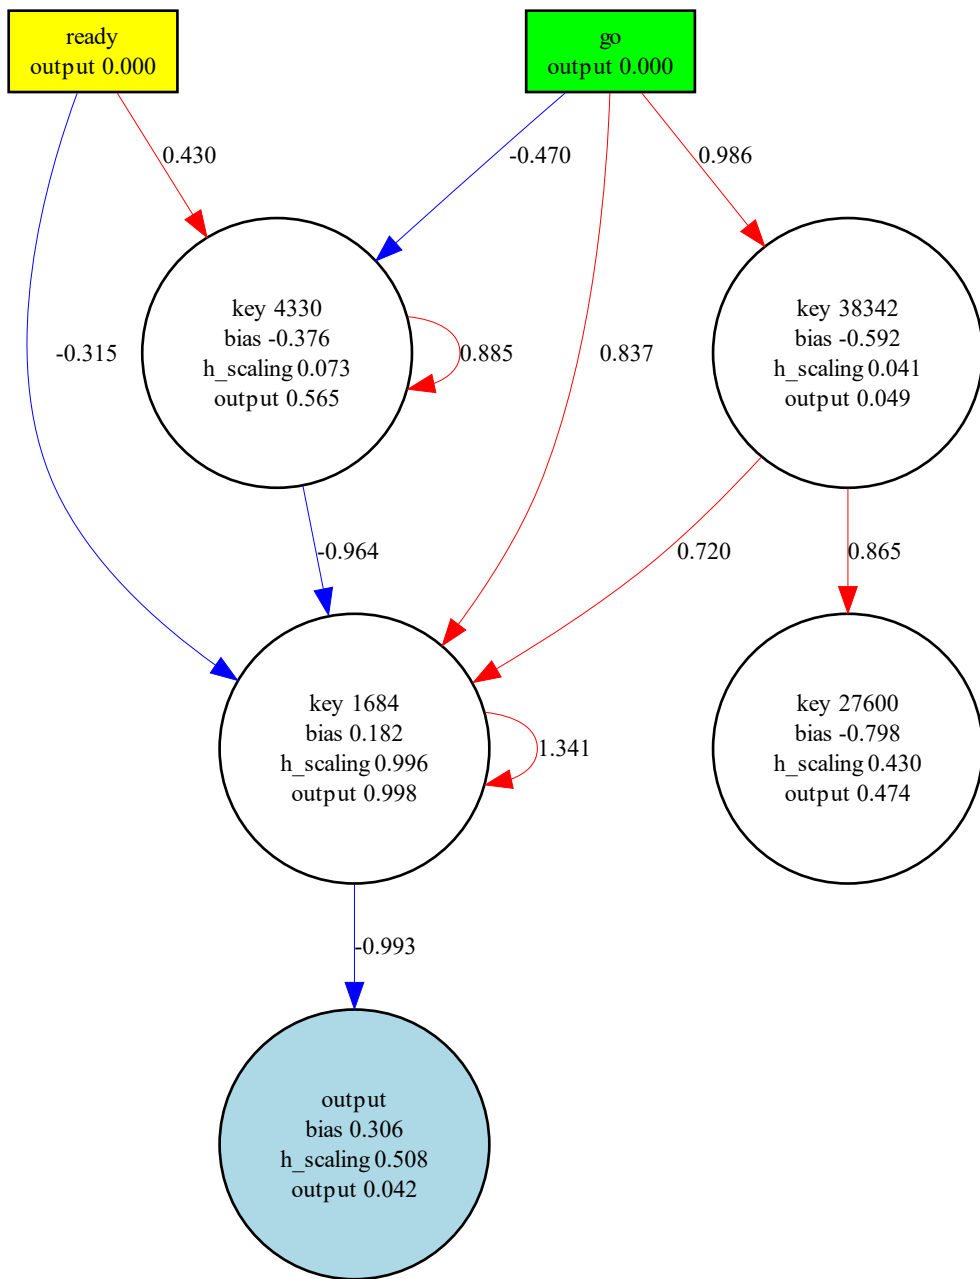 ready
output 0.000
go
output 0.000
0.430
-0.470
0.986
key 4330
bias -0.376
h_scaling 0.073
output 0.565
key 38342
bias -0.592
h_scaling 0.041
output 0.049
-0.315
0.885
0.837
-0.964
0.720
0.865
key 1684
bias 0.182
h_scaling 0.996
output 0.998
1.341
key 27600
bias -0.798
h_scaling 0.430
output 0.474
-0.993
output
bias 0.306
h_scaling 0.508
output 0.042